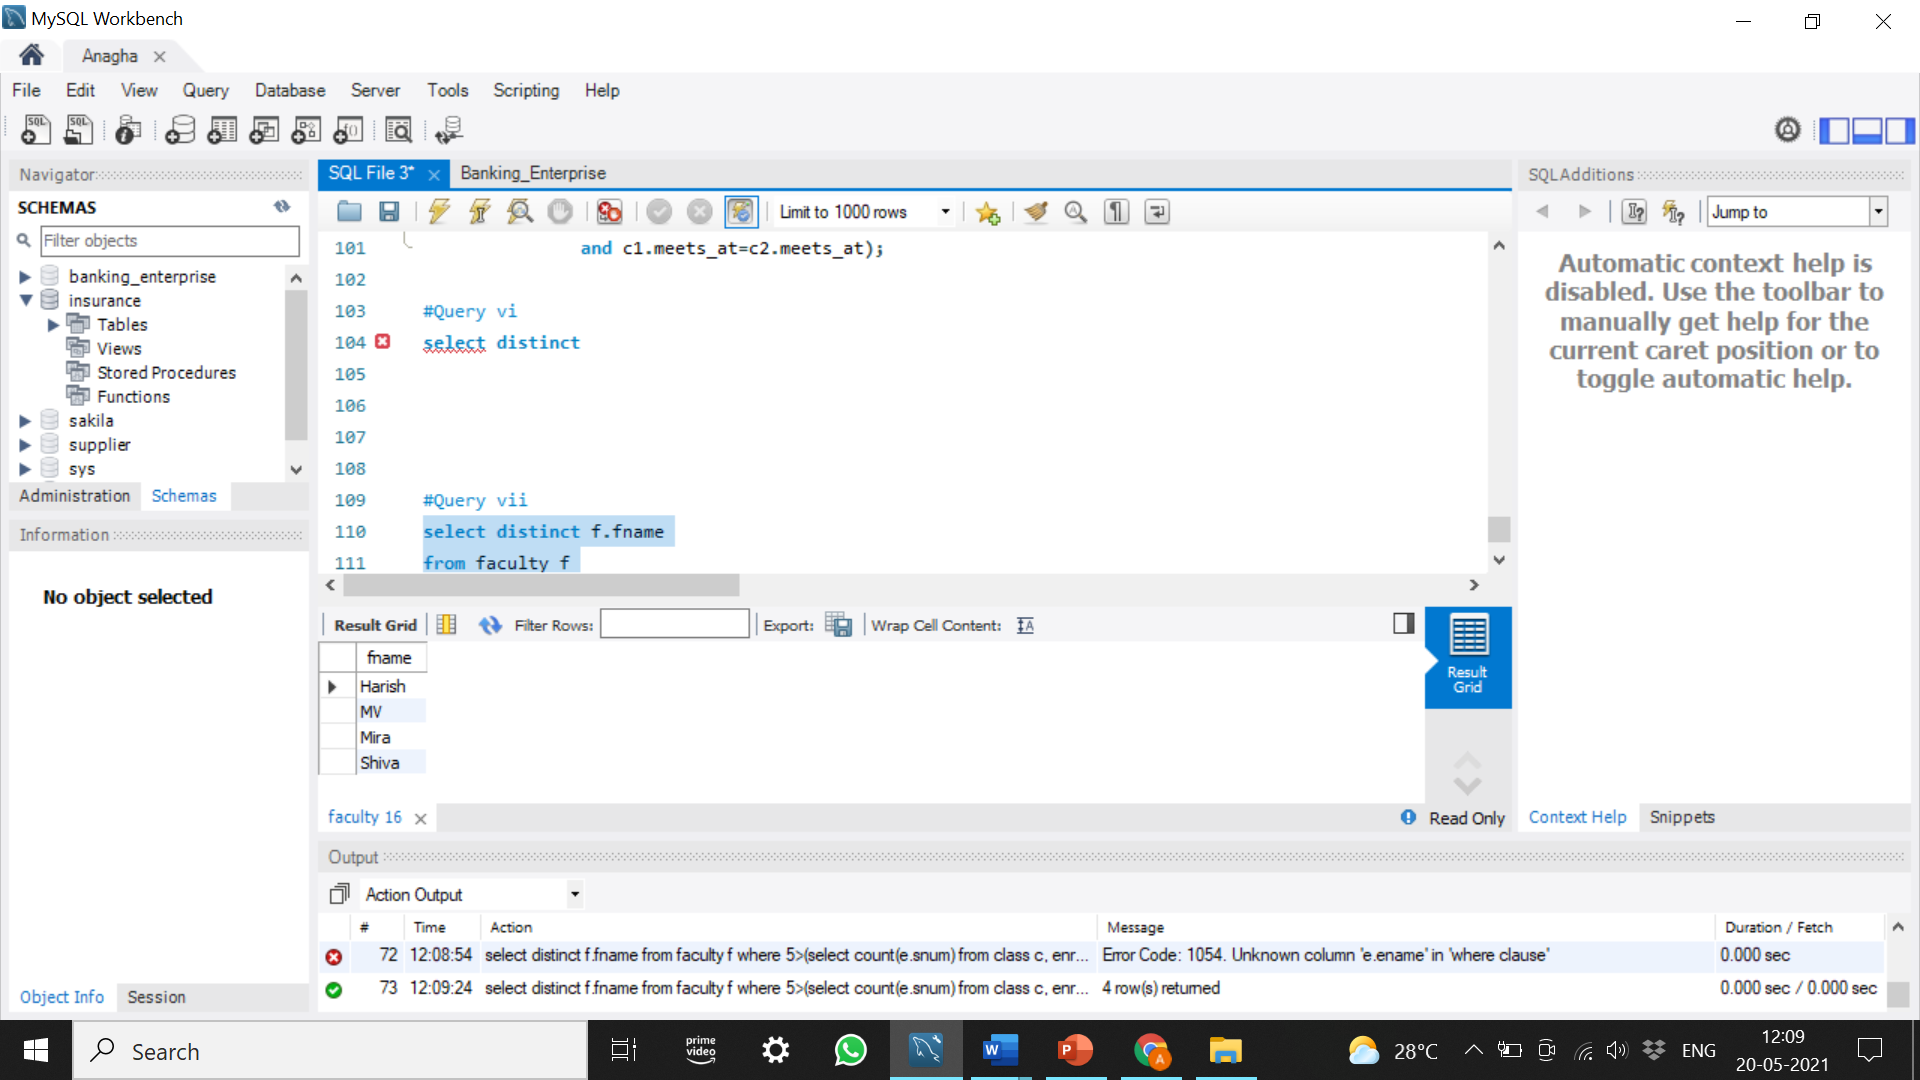 MySQL Workbench
Anagha
File Edit View Query Database Server Tools Scripting Help
Navigator
SCHEMAS
Filter objects
banking_enterprise
insurance
Tables
Views
Stored Procedures
Functions
sakila
supplier
sys
Administration Schemas
Information
No object selected
Object Info Session
SQL File 3* Banking_Enterprise
Limit to 1000 rows
101 and c1.meets_at=c2.meets_at);
102
103 #Query vi
104 select distinct
105
106
107
108
109 #Query vii
110 select distinct f.fname
111 from faculty f
Result Grid Filter Rows: Export: Wrap Cell Content:
fname
Harish
MV
Mira
Shiva
Result
Grid
faculty 16
Read Only
SQLAdditions
Jump to
Automatic context help is
disabled. Use the toolbar to
manually get help for the
current caret position or to
toggle automatic help.
Context Help Snippets
Output
Action Output
# Time Action Message Duration / Fetch
72 12:08:54 select distinct f.fname from faculty f where 5>(select count(e.snum) from class c, enr... Error Code: 1054. Unknown column 'e.ename' in 'where clause' 0.000 sec
73 12:09:24 select distinct f.fname from faculty f where 5>(select count(e.snum) from class c, enr... 4 row(s) returned 0.000 sec / 0.000 sec
Search
prime
video
28°C
ENG
12:09
20-05-2021